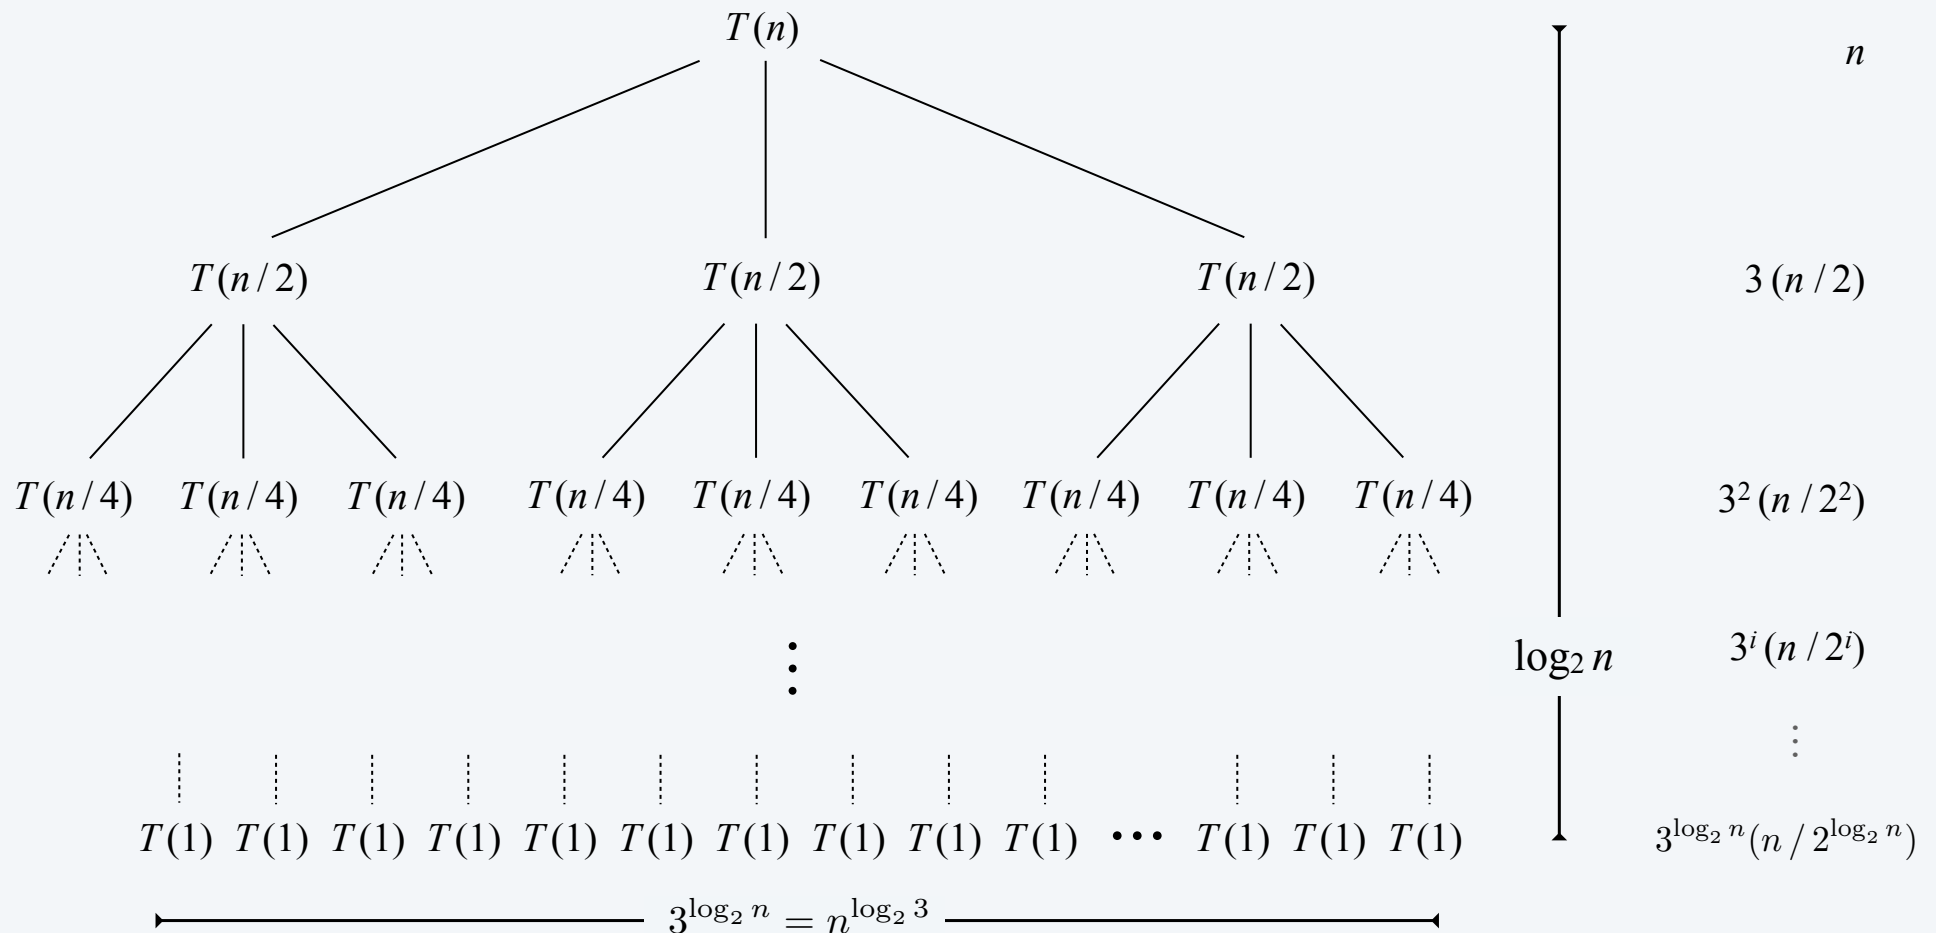 T(n) n
T(n/2) T(n/2) T(n/2) 3(n/2)
T(n/4) T(n/4) T(n/4) T(n/4) T(n/4) T(n/4) T(n/4) T(n/4) T(n/4) 3²(n/2²)
⋮ log₂ n 3ⁱ(n/2ⁱ)
⋮
T(1) T(1) T(1) T(1) T(1) T(1) T(1) T(1) T(1) T(1) ⋯ T(1) T(1) T(1) 3^{log₂ n}(n/2^{log₂ n})
3^{log₂ n} = n^{log₂ 3}